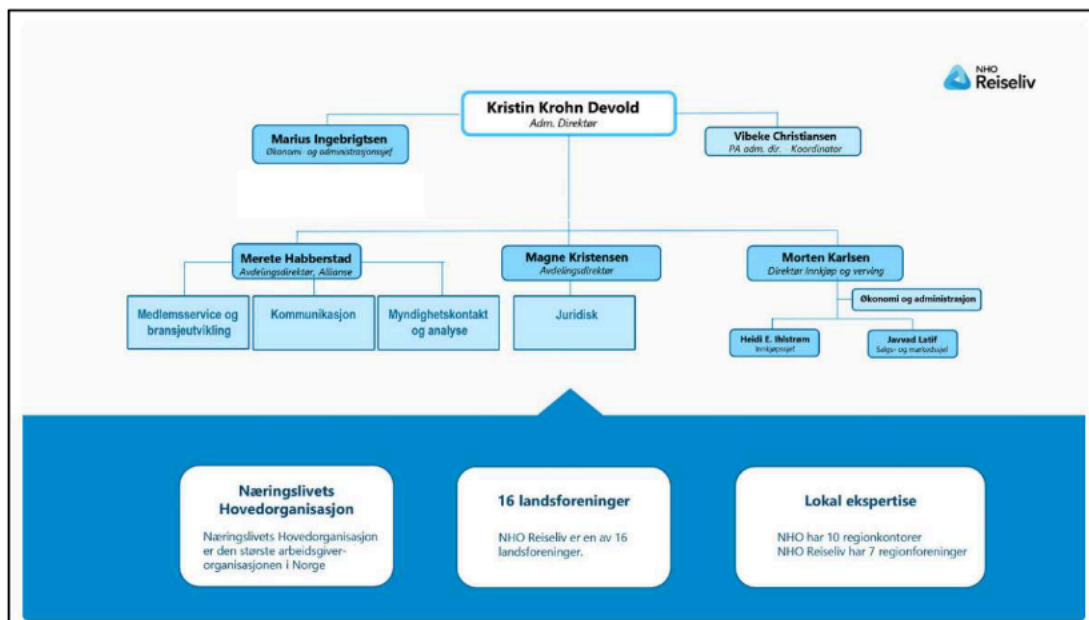 NHO
Reiseliv
Kristin Krohn Devold
Adm. Direktør
Marius Ingebrigtsen
Økonomi- og administrasjonssjef
Vibeke Christiansen
PA adm. dir. - Koordinator
Merete Habberstad
Avdelingsdirektør, Allianse
Magne Kristensen
Avdelingsdirektør
Morten Karlsen
Direktør Innkjøp og verving
Medlemsservice og
bransjeutvikling
Kommunikasjon
Myndighetskontakt
og analyse
Juridisk
Økonomi og administrasjon
Heidi E. Ihlstrøm
Innkjøpssjef
Javvad Latif
Salgs- og markedssjef
Næringslivets
Hovedorganisasjon
Næringslivets Hovedorganisasjon
er den største arbeidsgiver-
organisasjonen i Norge
16 landsforeninger
NHO Reiseliv er en av 16
landsforeninger.
Lokal ekspertise
NHO har 10 regionkontorer
NHO Reiseliv har 7 regionforeninger